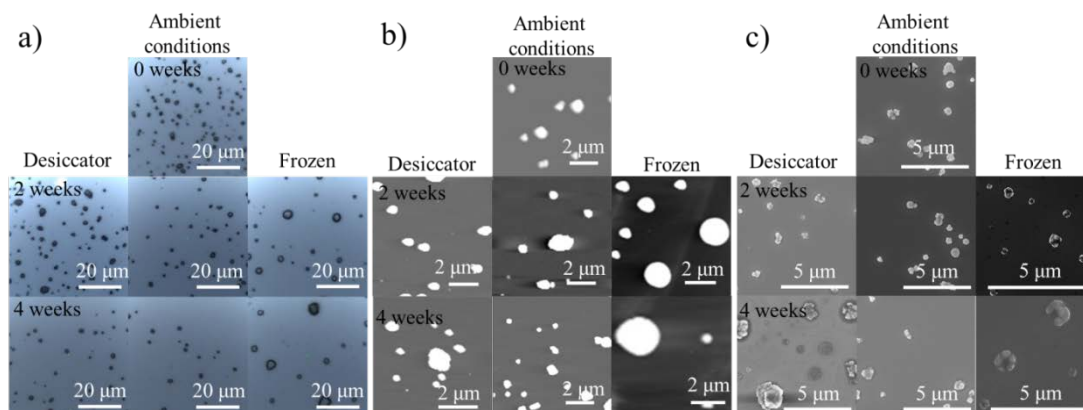 a)
Ambient
conditions
0 weeks
20 μm
Desiccator
Frozen
2 weeks
20 μm
20 μm
20 μm
4 weeks
20 μm
20 μm
20 μm
b)
Ambient
conditions
0 weeks
2 μm
Desiccator
Frozen
2 weeks
2 μm
2 μm
2 μm
4 weeks
2 μm
2 μm
2 μm
c)
Ambient
conditions
0 weeks
5 μm
Desiccator
Frozen
2 weeks
5 μm
5 μm
5 μm
4 weeks
5 μm
5 μm
5 μm